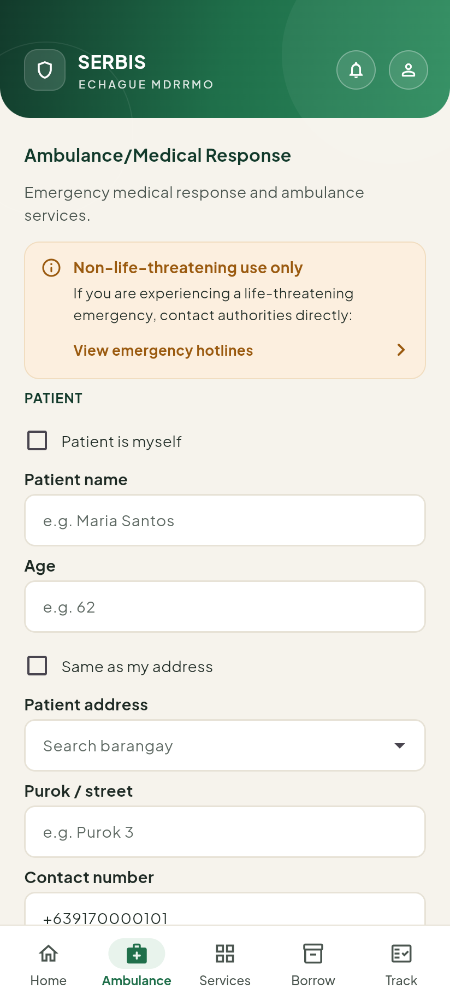 SERBIS
ECHAGUE MDRRMO
Ambulance/Medical Response
Emergency medical response and ambulance
services.
Non-life-threatening use only
If you are experiencing a life-threatening
emergency, contact authorities directly:
View emergency hotlines
PATIENT
Patient is myself
Patient name
e.g. Maria Santos
Age
e.g. 62
Same as my address
Patient address
Search barangay
Purok / street
e.g. Purok 3
Contact number
+639170000101
Home
Ambulance
Services
Borrow
Track